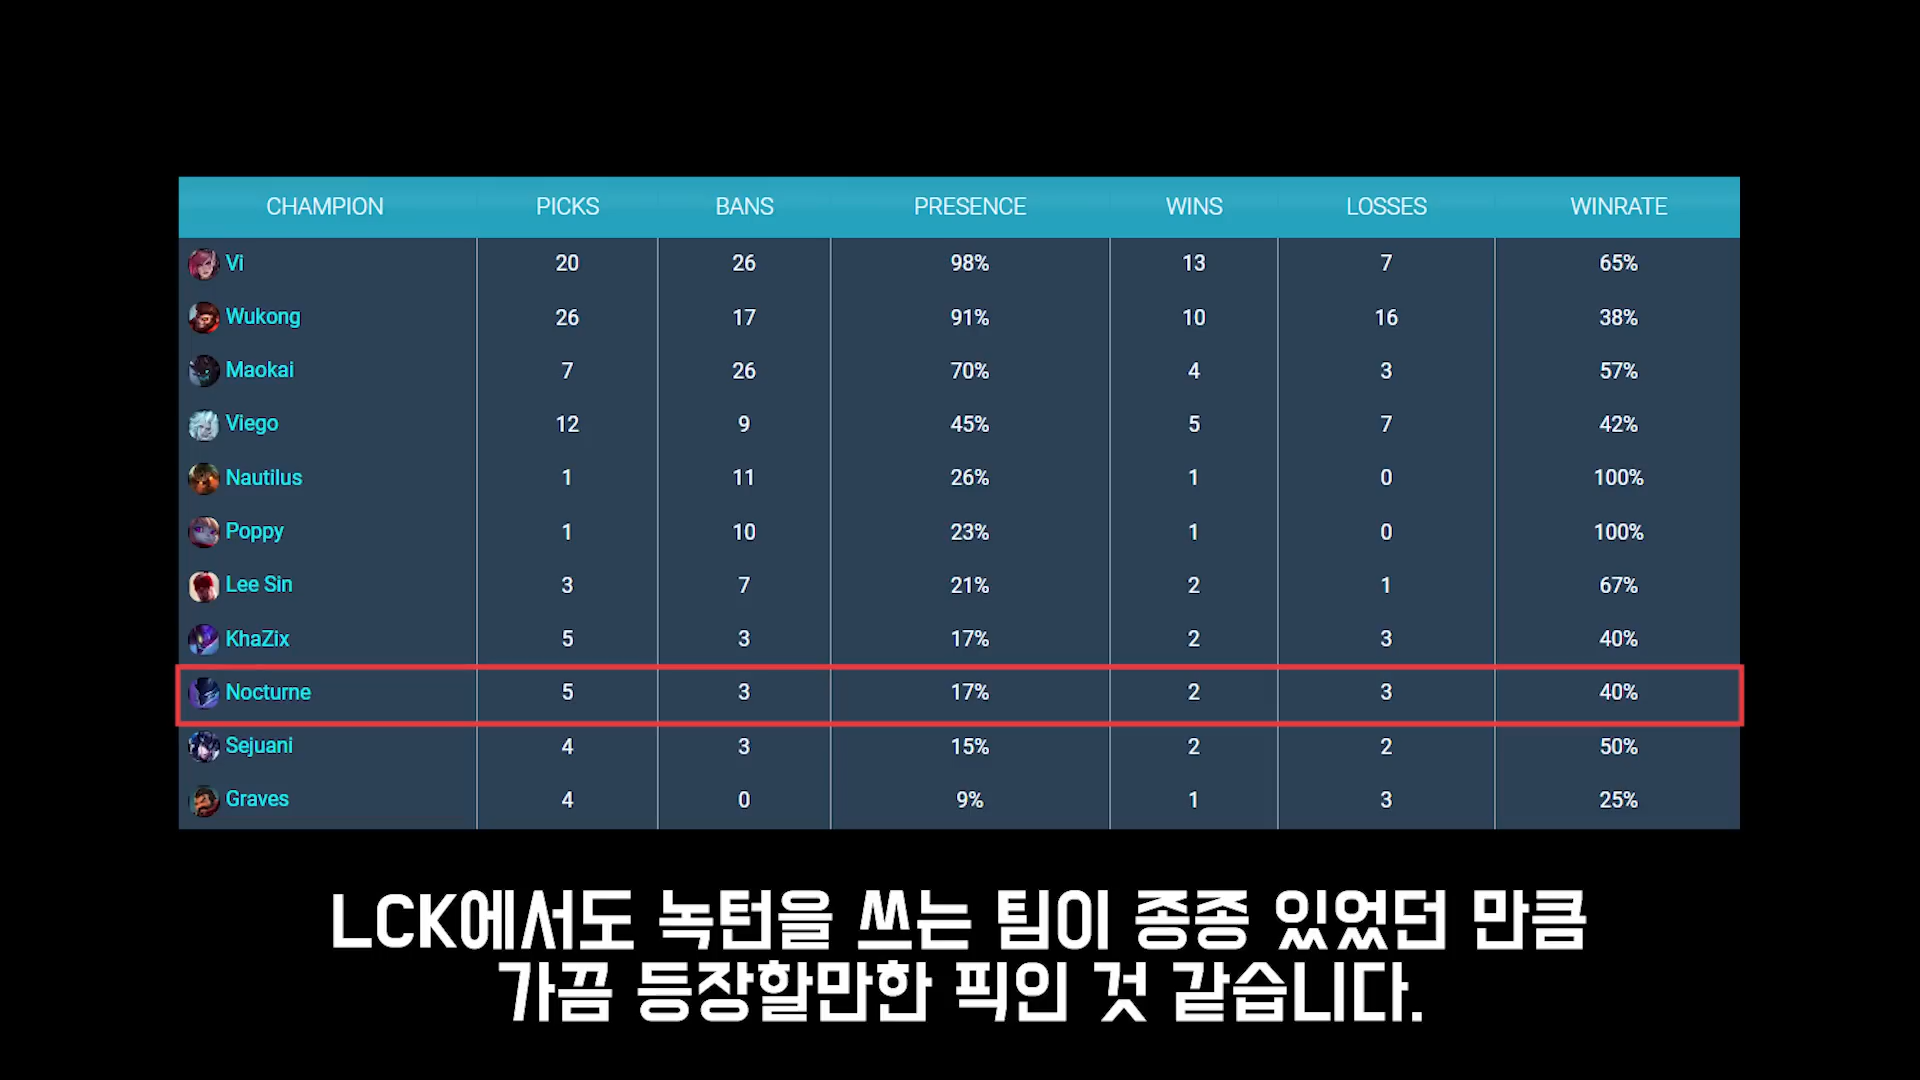 CHAMPION PICKS BANS PRESENCE WINS LOSSES WINRATE
Vi 20 26 98% 13 7 65%
Wukong 26 17 91% 10 16 38%
Maokai 7 26 70% 4 3 57%
Viego 12 9 45% 5 7 42%
Nautilus 1 11 26% 1 0 100%
Poppy 1 10 23% 1 0 100%
Lee Sin 3 7 21% 2 1 67%
KhaZix 5 3 17% 2 3 40%
Nocturne 5 3 17% 2 3 40%
Sejuani 4 3 15% 2 2 50%
Graves 4 0 9% 1 3 25%
LCK에서도 녹턴을 쓰는 팀이 종종 있었던 만큼
가끔 등장할만한 픽인 것 같습니다.